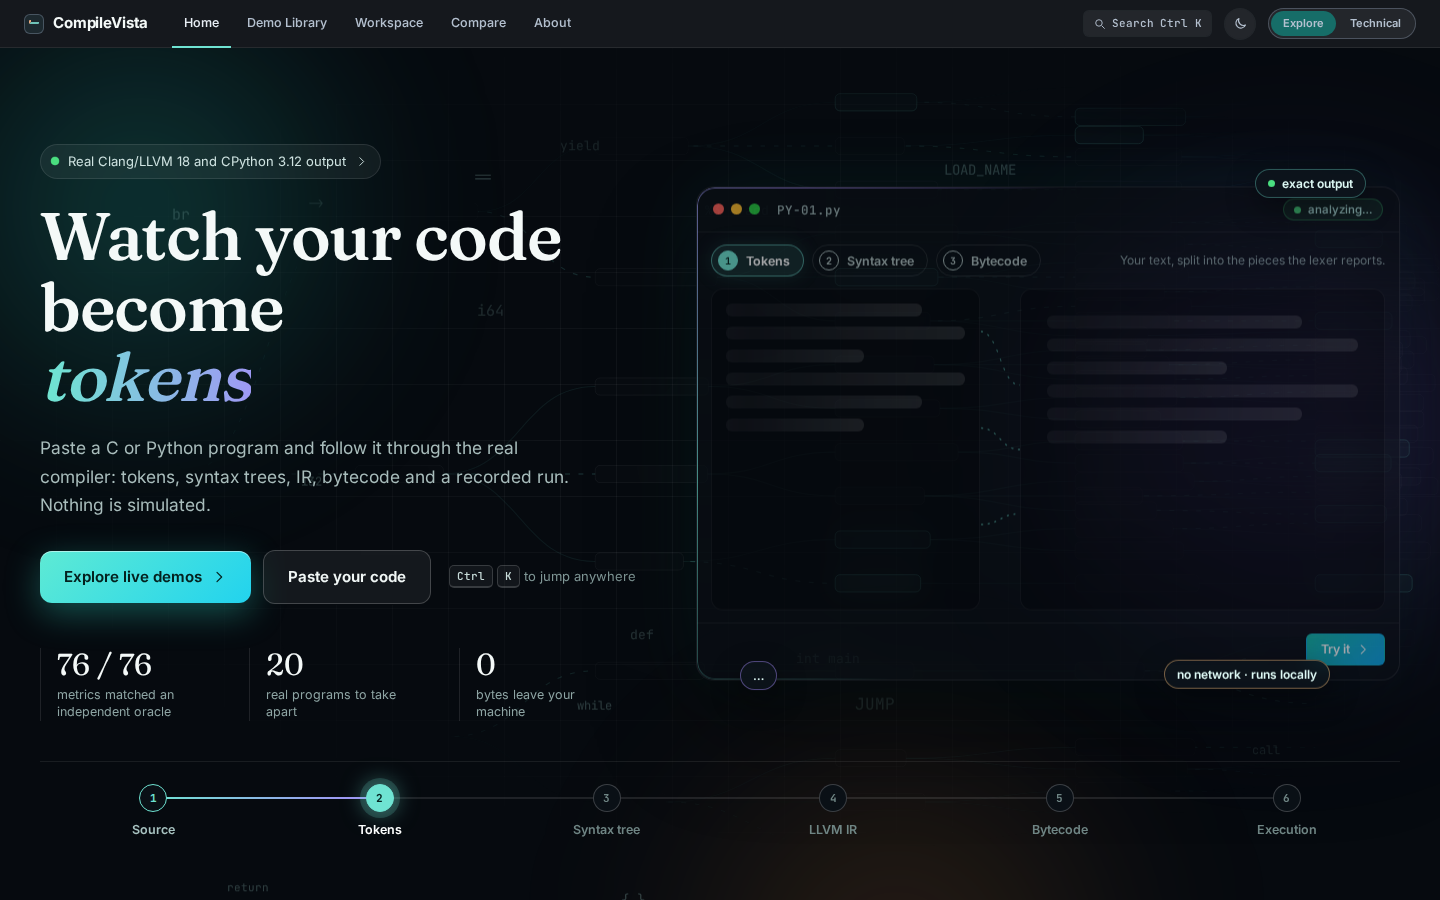 CompileVista Home Demo Library Workspace Compare About Search Ctrl K Explore Technical
Real Clang/LLVM 18 and CPython 3.12 output
Watch your code
become
tokens
Paste a C or Python program and follow it through the real
compiler: tokens, syntax trees, IR, bytecode and a recorded run.
Nothing is simulated.
Explore live demos
Paste your code
Ctrl K to jump anywhere
76 / 76
metrics matched an
independent oracle
20
real programs to take
apart
0
bytes leave your
machine
yield
=
→
br
i64
def
while
LOAD_NAME
exact output
PY-01.py
analyzing...
1 Tokens
2 Syntax tree
3 Bytecode
Your text, split into the pieces the lexer reports.
int main
Try it
...
no network · runs locally
JUMP
call
1 Source
2 Tokens
3 Syntax tree
4 LLVM IR
5 Bytecode
6 Execution
return